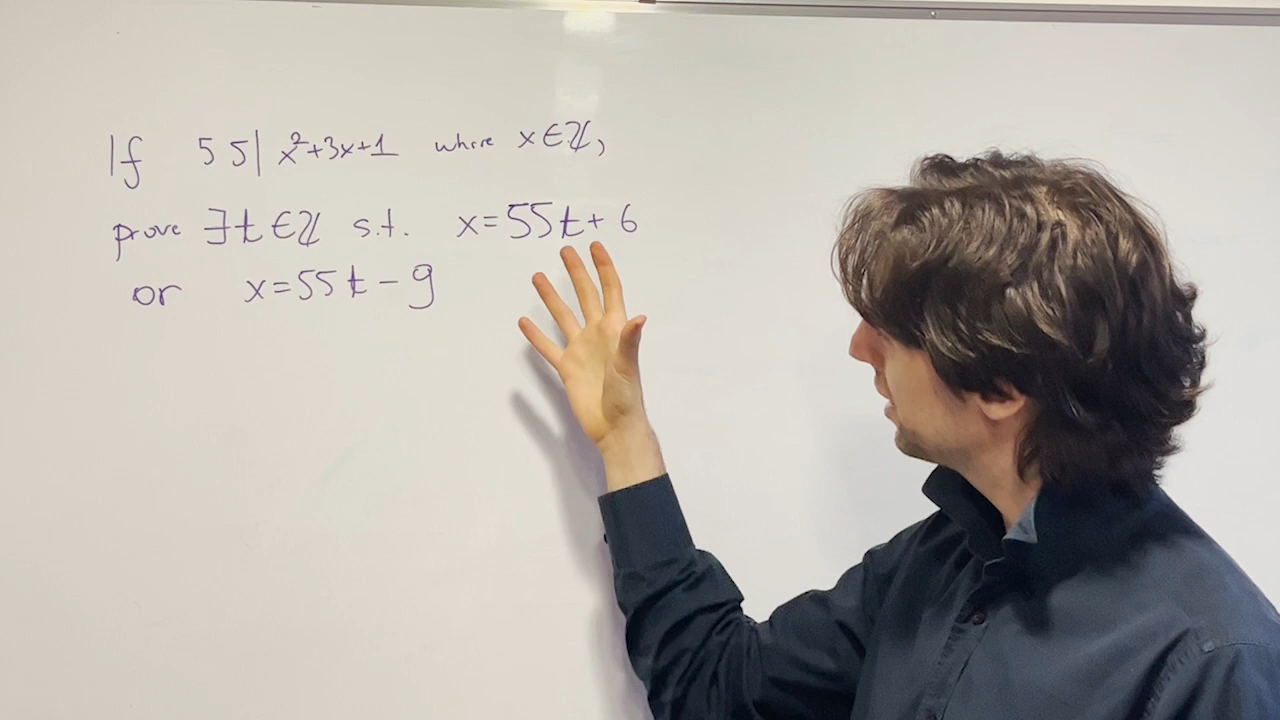 If 55| x²+3x+1 where x∈ℤ,
prove ∃t∈ℤ s.t. x=55t+6
or x=55t-9